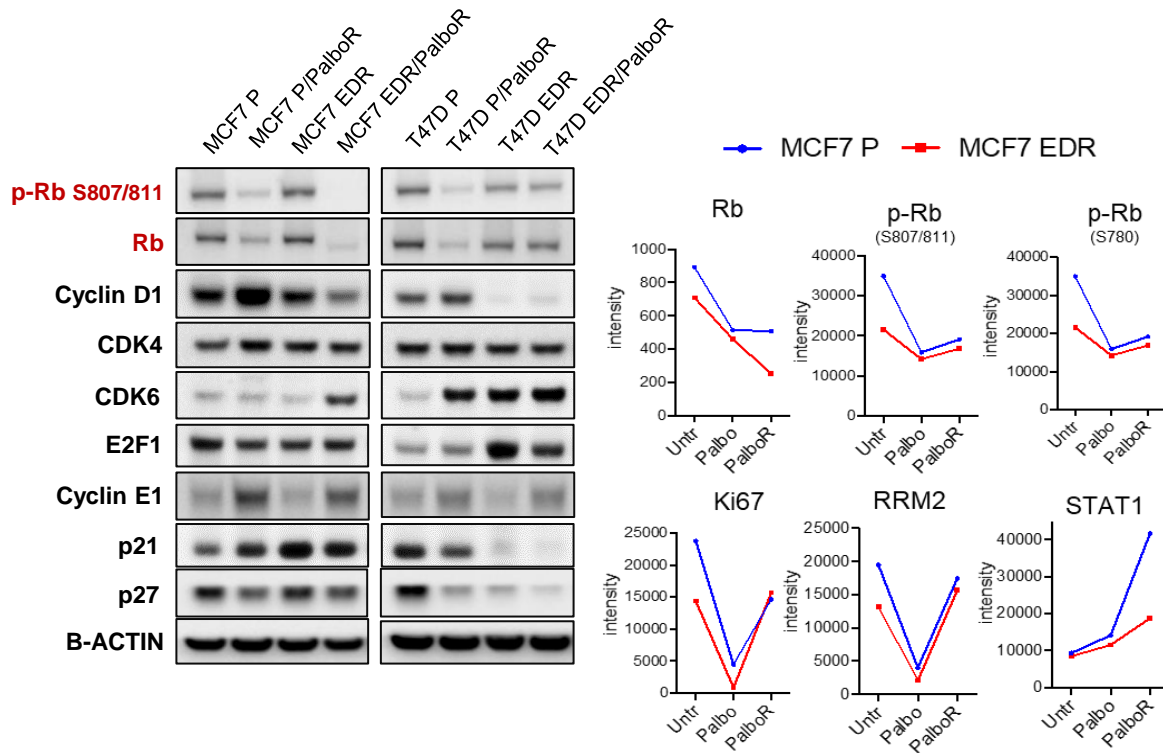 MCF7 P
MCF7 P/PalboR
MCF7 EDR
MCF7 EDR/PalboR
T47D P
T47D P/PalboR
T47D EDR
T47D EDR/PalboR
p-Rb S807/811
Rb
Cyclin D1
CDK4
CDK6
E2F1
Cyclin E1
p21
p27
B-ACTIN
MCF7 P
MCF7 EDR
Rb
1000
800
600
400
200
0
intensity
Untr
Palbo
PalboR
p-Rb
(S807/811)
40000
30000
20000
10000
0
intensity
Untr
Palbo
PalboR
p-Rb
(S780)
40000
30000
20000
10000
0
intensity
Untr
Palbo
PalboR
Ki67
25000
20000
15000
10000
5000
0
intensity
Untr
Palbo
PalboR
RRM2
25000
20000
15000
10000
5000
0
intensity
Untr
Palbo
PalboR
STAT1
40000
30000
20000
10000
0
intensity
Untr
Palbo
PalboR